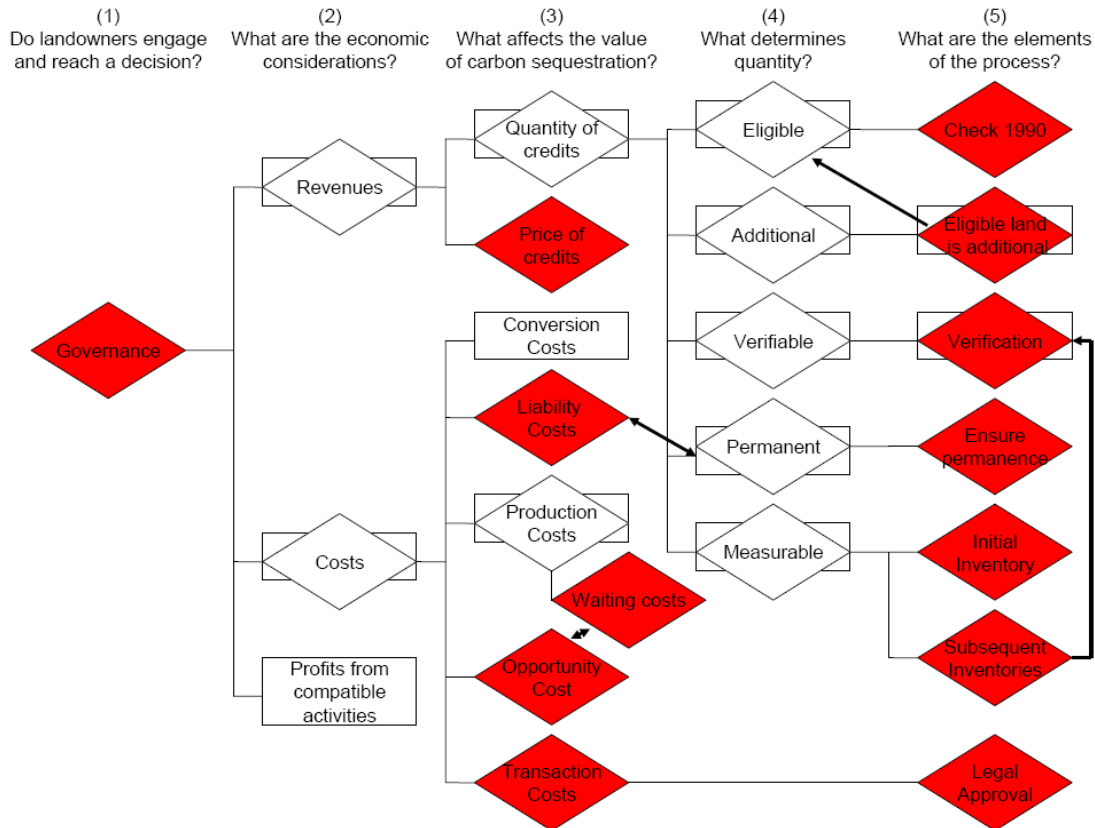 (1)
Do landowners engage
and reach a decision?
(2)
What are the economic
considerations?
(3)
What affects the value
of carbon sequestration?
(4)
What determines
quantity?
(5)
What are the elements
of the process?
Governance
Revenues
Costs
Profits from
compatible
activities
Quantity of
credits
Price of
credits
Conversion
Costs
Liability
Costs
Production
Costs
Waiting costs
Opportunity
Cost
Transaction
Costs
Eligible
Additional
Verifiable
Permanent
Measurable
Check 1990
Eligible land
is additional
Verification
Ensure
permanence
Initial
Inventory
Subsequent
Inventories
Legal
Approval